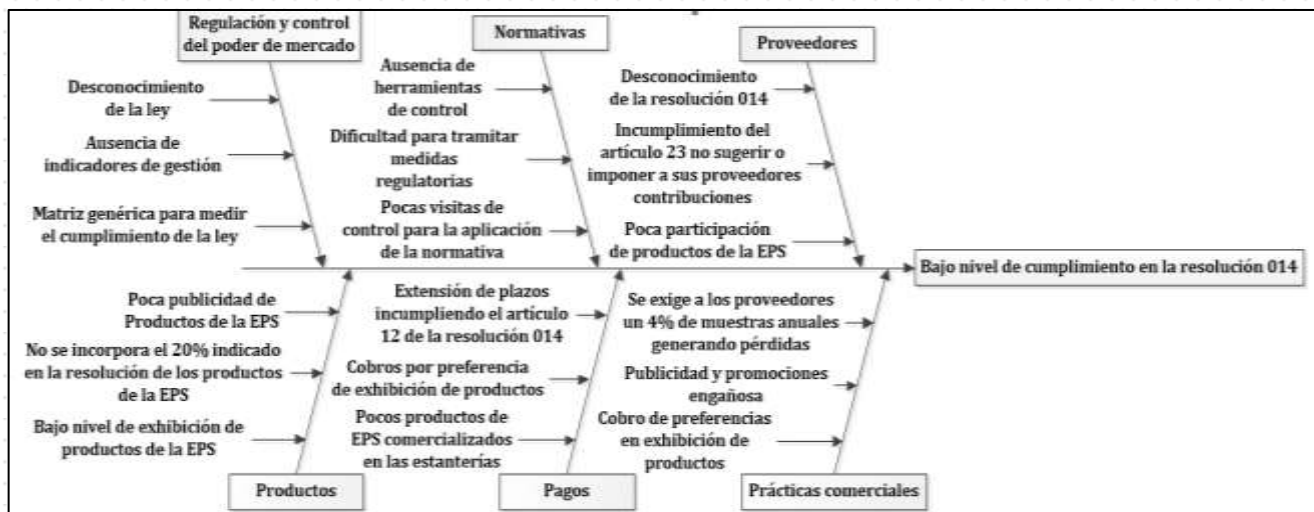 Regulación y control
del poder de mercado
Desconocimiento
de la ley
Ausencia de
indicadores de gestión
Matriz genérica para medir
el cumplimiento de la ley
Normativas
Ausencia de
herramientas
de control
Dificultad para tramitar
medidas
regulatorias
Pocas visitas de
control para la aplicación
de la normativa
Proveedores
Desconocimiento
de la resolución 014
Incumplimiento del
artículo 23 no sugerir o
imponer a sus proveedores
contribuciones
Poca participación
de productos de la EPS
Bajo nivel de cumplimiento en la resolución 014
Poca publicidad de
Productos de la EPS
No se incorpora el 20% indicado
en la resolución de los productos
de la EPS
Bajo nivel de exhibición de
productos de la EPS
Productos
Extensión de plazos
incumpliendo el artículo
12 de la resolución 014
Cobros por preferencia
de exhibición de productos
Pocos productos de
EPS comercializados
en las estanterías
Pagos
Se exige a los proveedores
un 4% de muestras anuales
generando pérdidas
Publicidad y promociones
engañosa
Cobro de preferencias
en exhibición de
productos
Prácticas comerciales